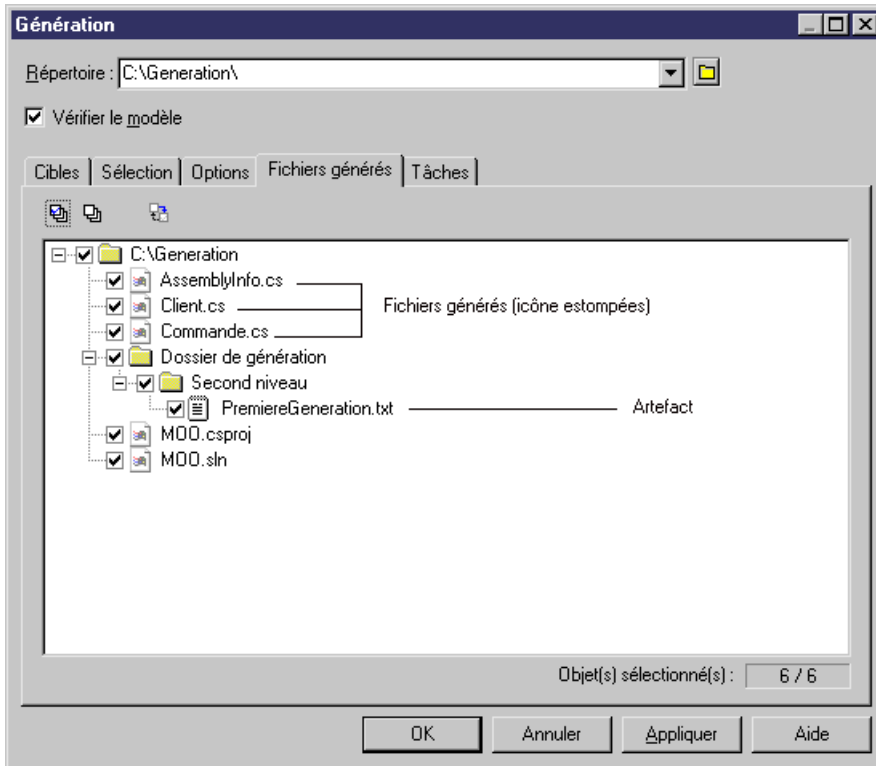 Génération
Répertoire : C:\Generation\
Vérifier le modèle
Cibles Sélection Options Fichiers générés Tâches
C:\Generation
AssemblyInfo.cs
Client.cs Fichiers générés (icône estompées)
Commande.cs
Dossier de génération
Second niveau
PremiereGeneration.txt Artefact
MOO.csproj
MOO.sln
Objet(s) sélectionné(s) : 6 / 6
OK Annuler Appliquer Aide